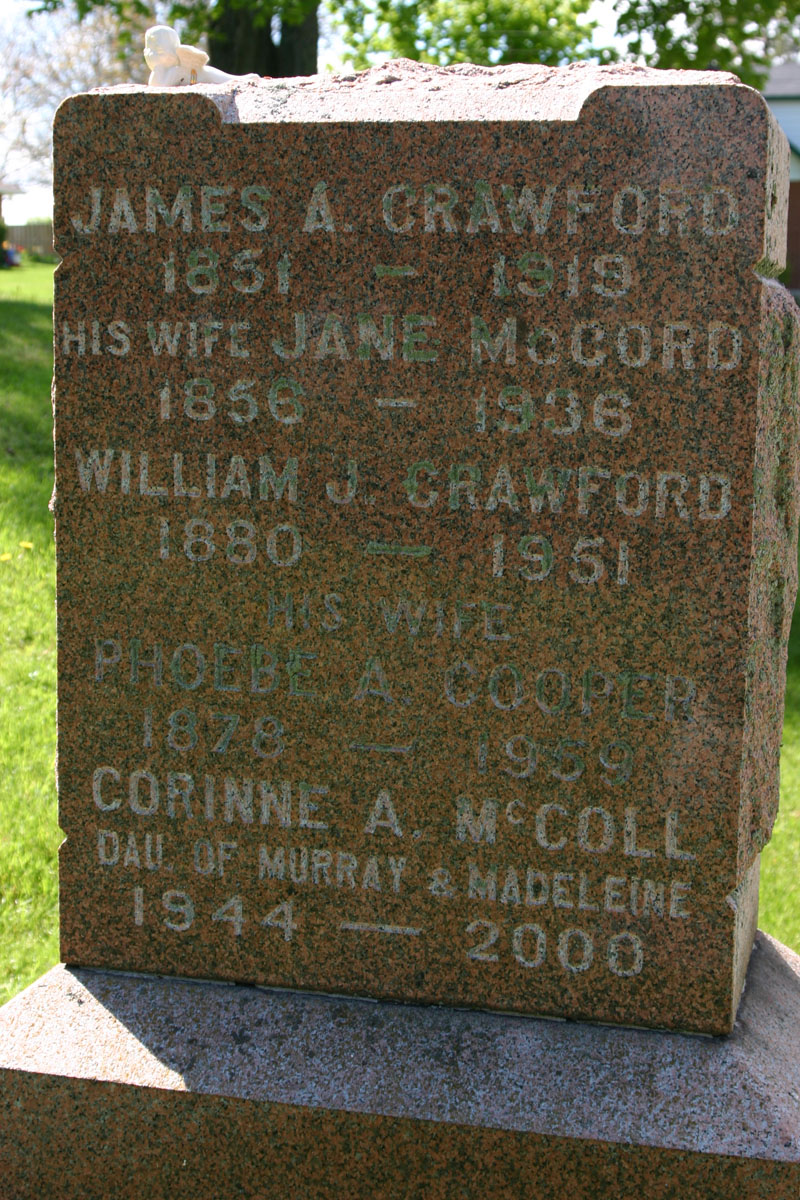 JAMES A. CRAWFORD
1851 — 1919
HIS WIFE JANE McCORD
1856 — 1936
WILLIAM J. CRAWFORD
1880 — 1951
HIS WIFE
PHOEBE A. COOPER
1878 — 1959
CORINNE A. McCOLL
DAU. OF MURRAY & MADELEINE
1944 — 2000